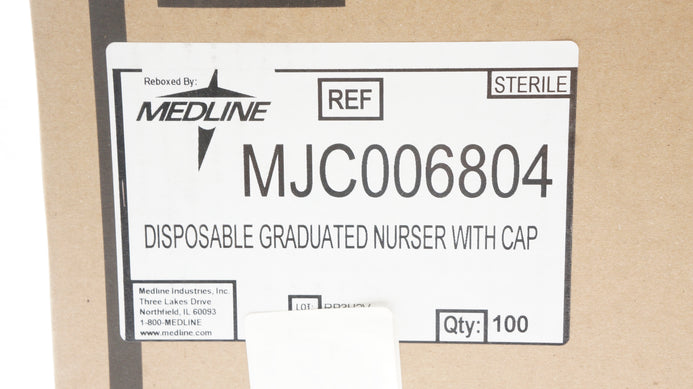 Reboxed By:
MEDLINE
REF
STERILE
MJC006804
DISPOSABLE GRADUATED NURSER WITH CAP
Medline Industries, Inc.
Three Lakes Drive
Northfield, IL 60093
1-800-MEDLINE
www.medline.com
LOT:
Qty: 100